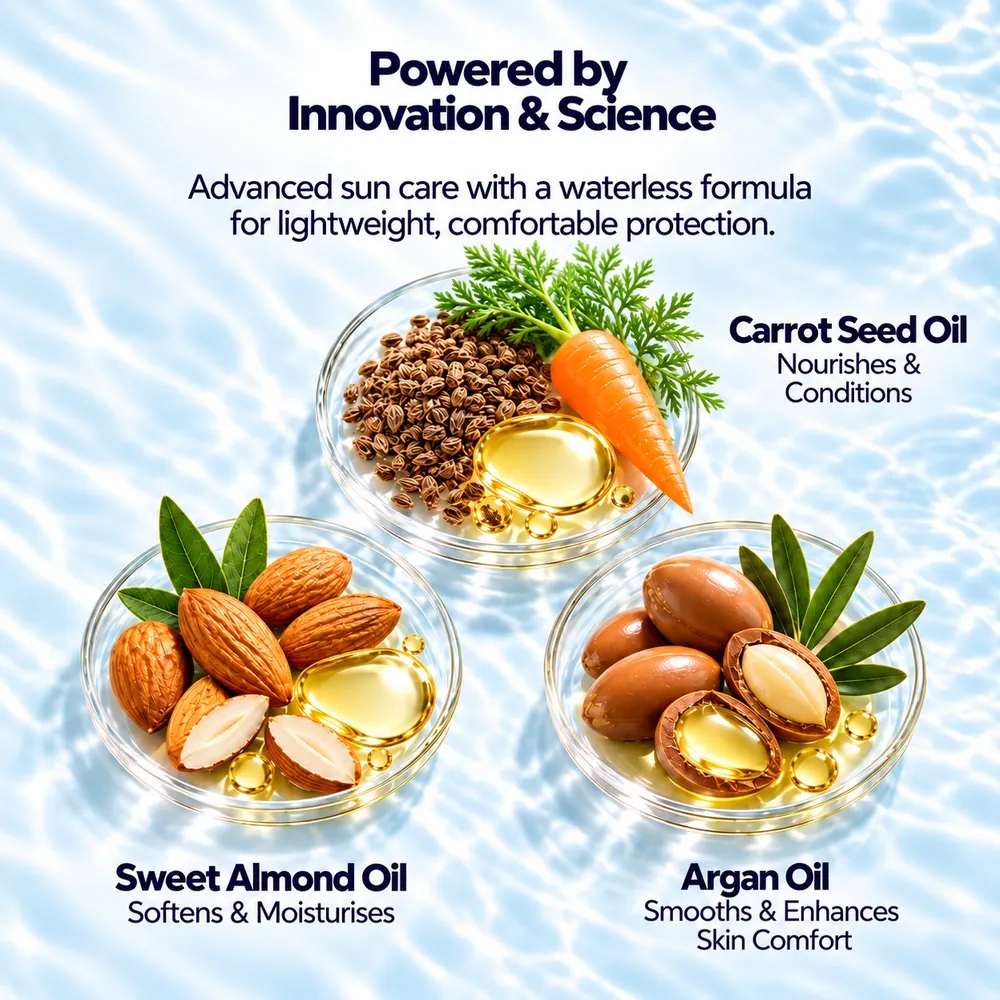 Powered by
Innovation & Science
Advanced sun care with a waterless formula
for lightweight, comfortable protection.
Carrot Seed Oil
Nourishes &
Conditions
Sweet Almond Oil
Softens & Moisturises
Argan Oil
Smooths & Enhances
Skin Comfort